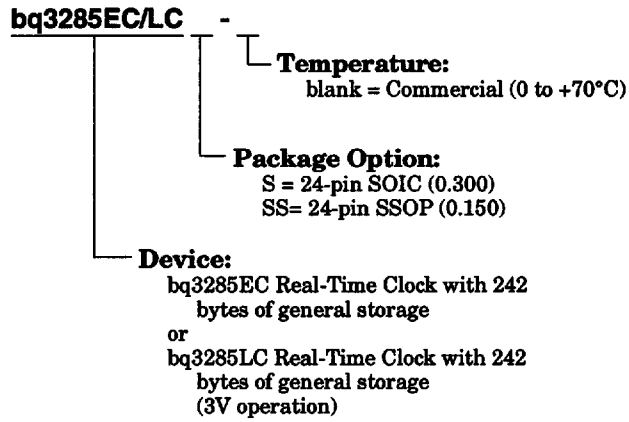 bq3285EC/LC _ - _
Temperature:
blank = Commercial (0 to +70°C)
Package Option:
S = 24-pin SOIC (0.300)
SS= 24-pin SSOP (0.150)
Device:
bq3285EC Real-Time Clock with 242
bytes of general storage
or
bq3285LC Real-Time Clock with 242
bytes of general storage
(3V operation)